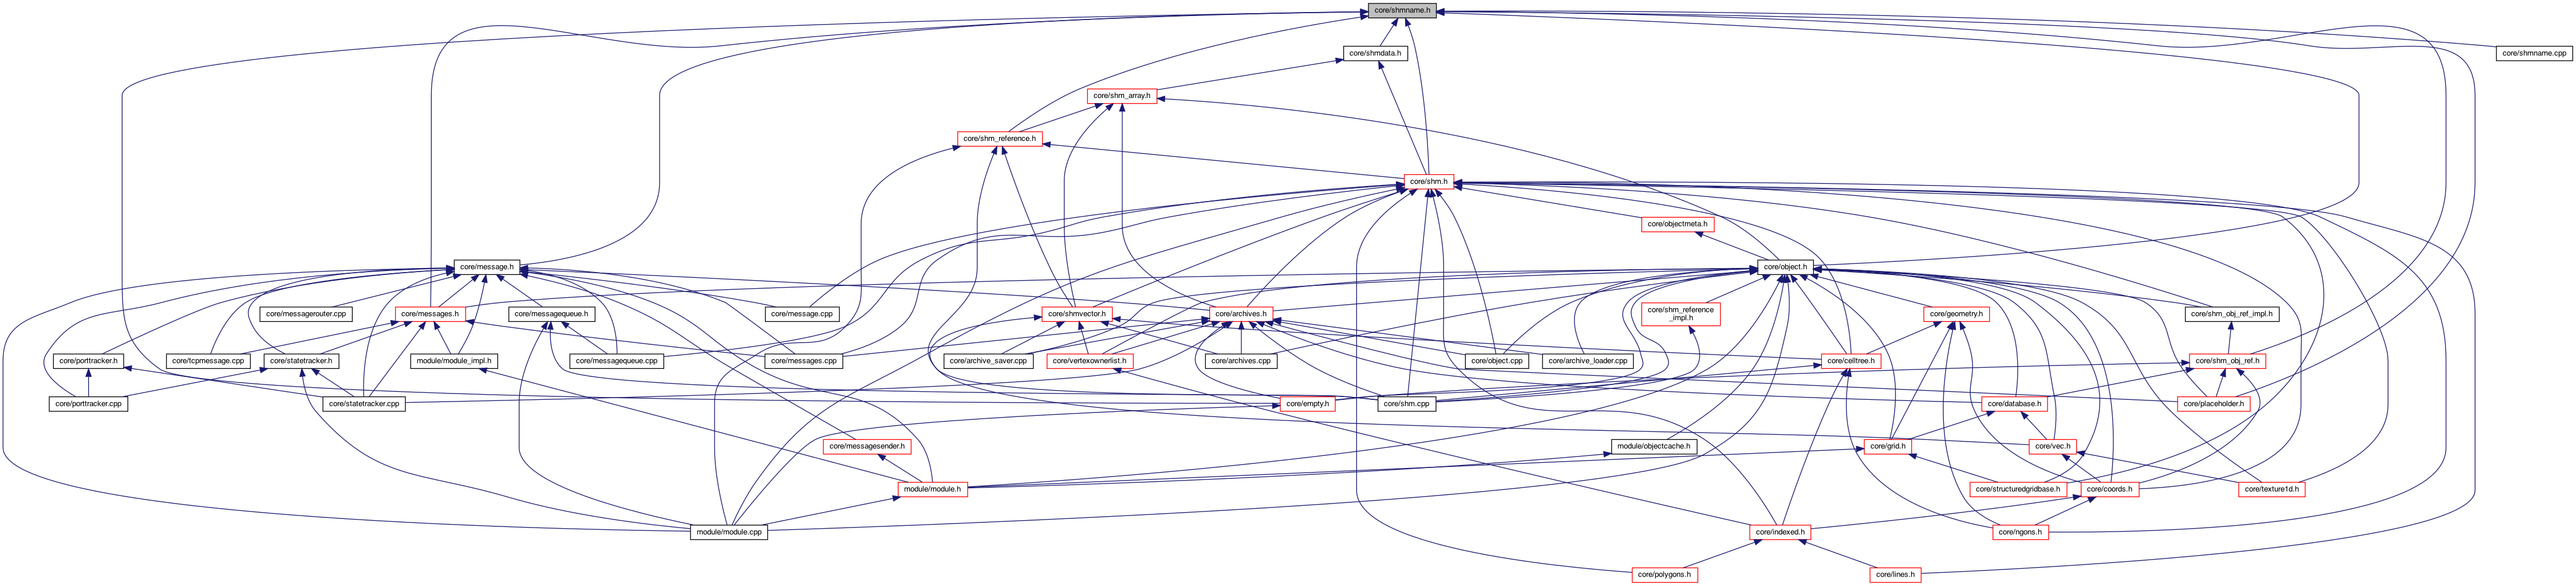 core/shmname.h
core/shmdata.h
core/shmname.cpp
core/shm_array.h
core/shm_reference.h
core/shm.h
core/objectmeta.h
core/message.h
core/object.h
core/messagerouter.cpp
core/messages.h
core/messagequeue.h
core/message.cpp
core/shmvector.h
core/archives.h
core/shm_reference
_impl.h
core/geometry.h
core/shm_obj_ref_impl.h
core/porttracker.h
core/tcpmessage.cpp
core/statetracker.h
module/module_impl.h
core/messagequeue.cpp
core/messages.cpp
core/archive_saver.cpp
core/vertexownerlist.h
core/archives.cpp
core/object.cpp
core/archive_loader.cpp
core/celltree.h
core/shm_obj_ref.h
core/porttracker.cpp
core/statetracker.cpp
core/empty.h
core/shm.cpp
core/database.h
core/placeholder.h
core/messagesender.h
module/objectcache.h
core/grid.h
core/vec.h
module/module.h
core/structuredgridbase.h
core/coords.h
core/texture1d.h
module/module.cpp
core/indexed.h
core/ngons.h
core/polygons.h
core/lines.h